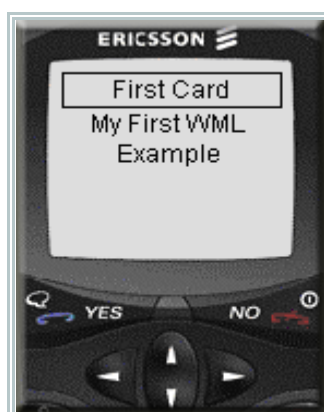 ERICSSON
First Card
My First WML
Example
YES
NO